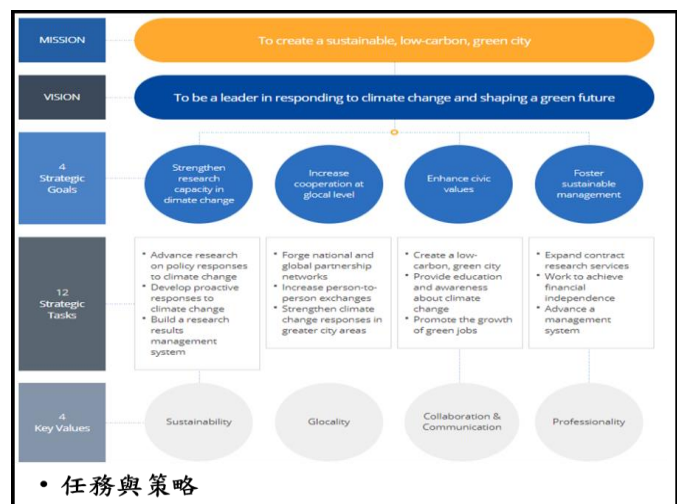 MISSION
To create a sustainable, low-carbon, green city
VISION
To be a leader in responding to climate change and shaping a green future
4
Strategic
Goals
Strengthen
research
capacity in
climate change
Increase
cooperation at
glocal level
Enhance civic
values
Foster
sustainable
management
12
Strategic
Tasks
• Advance research
on policy responses
to climate change
• Develop proactive
responses to
climate change
• Build a research
results
management
system
• Forge national and
global partnership
networks
• Increase person-to-
person exchanges
• Strengthen climate
change responses in
greater city areas
• Create a low-
carbon, green city
• Provide education
and awareness
about climate
change
• Promote the growth
of green jobs
• Expand contract
research services
• Work to achieve
financial
independence
• Advance a
management
system
4
Key Values
Sustainability
Glocality
Collaboration &
Communication
Professionality
• 任務與策略